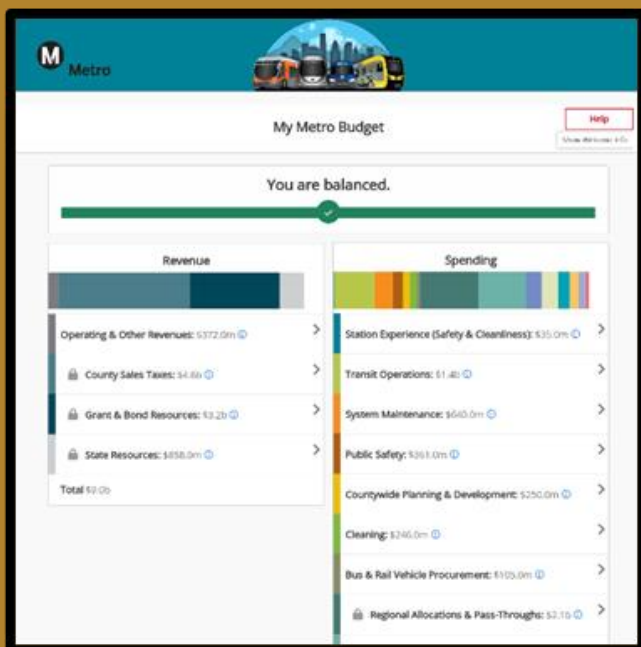 M
Metro
My Metro Budget
Help
You are balanced.
Revenue
Operating & Other Revenues: $372.0m
County Sales Taxes: $4.6b
Grant & Bond Resources: $3.2b
State Resources: $858.0m
Total $9.0b
Spending
Station Experience (Safety & Cleanliness): $35.0m
Transit Operations: $1.4b
System Maintenance: $640.0m
Public Safety: $361.0m
Countywide Planning & Development: $250.0m
Cleaning: $246.0m
Bus & Rail Vehicle Procurement: $105.0m
Regional Allocations & Pass-Throughs: $2.1b